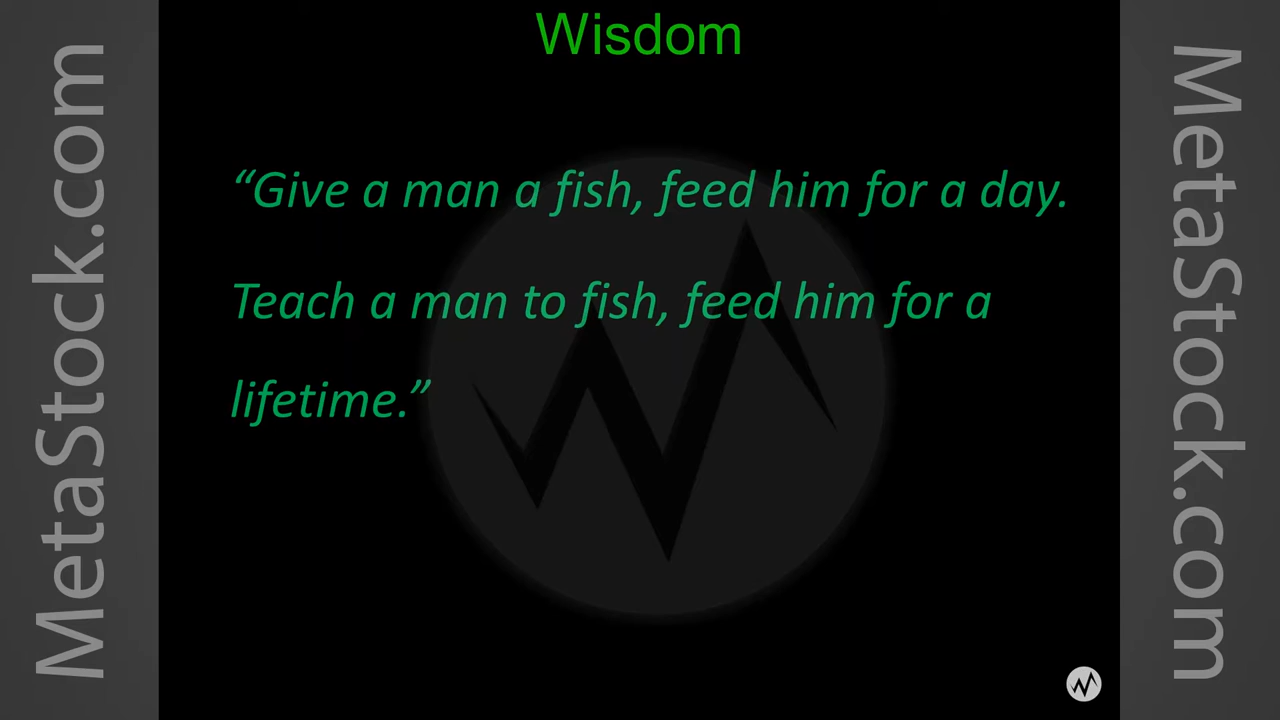 Wisdom
“Give a man a fish, feed him for a day.
Teach a man to fish, feed him for a
lifetime.”
MetaStock.com
MetaStock.com